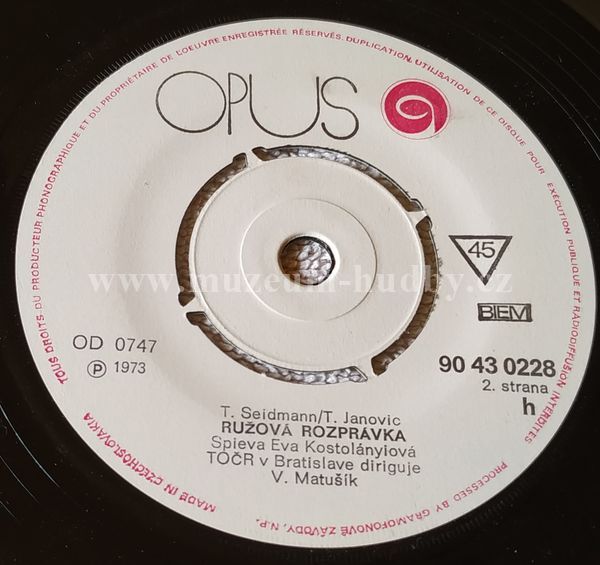 OPUS
TOUS DROITS DU PRODUCTEUR PHONOGRAPHIQUE ET DU PROPRIÉTAIRE DE L'OEUVRE ENREGISTRÉE RÉSERVÉS. DUPLICATION, UTILISATION DE CE DISQUE POUR EXÉCUTION PUBLIQUE ET RADIODIFFUSION INTERDITES
45
www.muzeum-hudby.cz
BIEM
OD 0747
90 43 0228
℗ 1973
2. strana
h
T. Seidmann/T. Janovic
RUŽOVÁ ROZPRÁVKA
Spieva Eva Kostolányiová
TOČR v Bratislave diriguje
V. Matušík
MADE IN CZECHOSLOVAKIA
PROCESSED BY GRAMOFONOVÉ ZÁVODY, N.P.